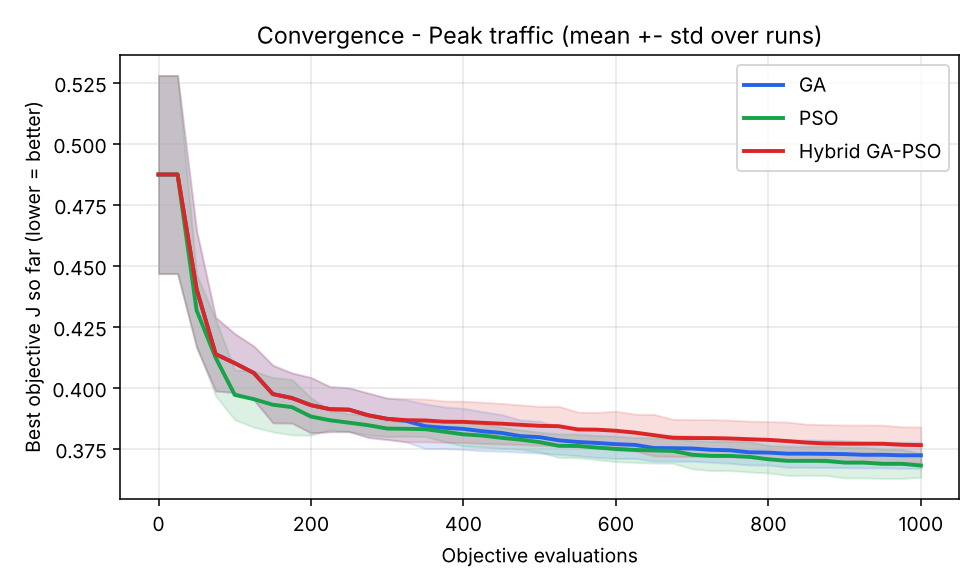 Convergence - Peak traffic (mean +- std over runs)
Best objective J so far (lower = better)
0.525
0.500
0.475
0.450
0.425
0.400
0.375
GA
PSO
Hybrid GA-PSO
0
200
400
600
800
1000
Objective evaluations